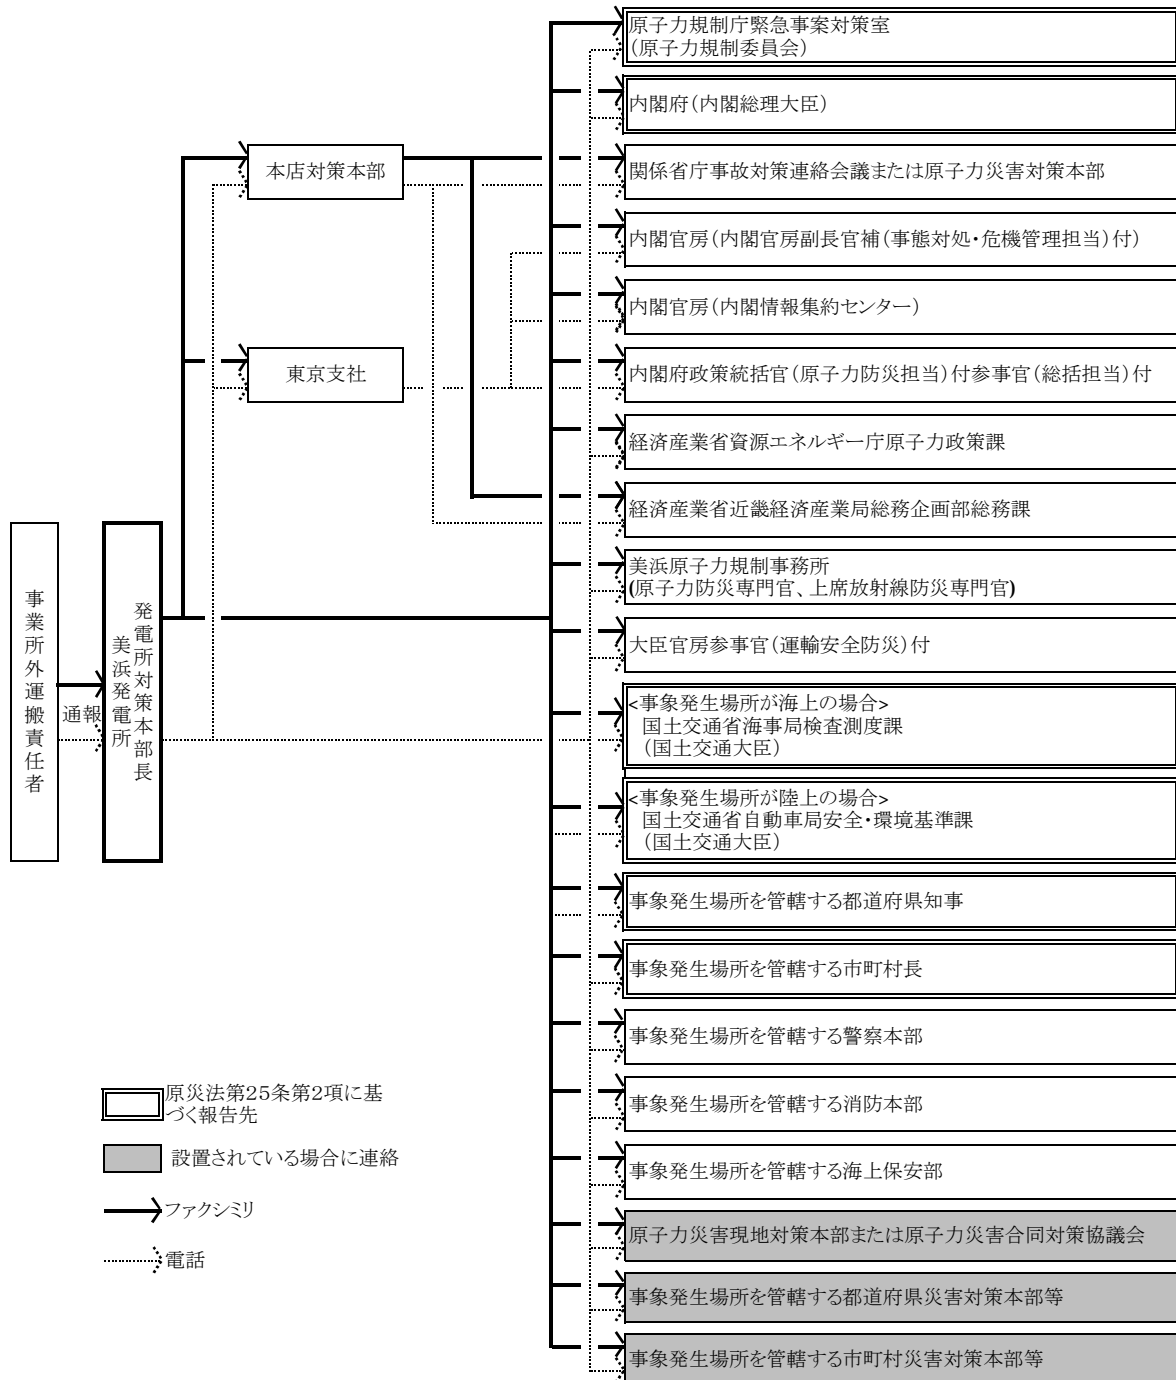 原子力規制庁緊急事案対策室
（原子力規制委員会）
内閣府（内閣総理大臣）
本店対策本部
関係省庁事故対策連絡会議または原子力災害対策本部
内閣官房（内閣官房副長官補（事態対処・危機管理担当）付）
内閣官房（内閣情報集約センター）
東京支社
内閣府政策統括官（原子力防災担当）付参事官（総括担当）付
経済産業省資源エネルギー庁原子力政策課
経済産業省近畿経済産業局総務企画部総務課
美浜原子力規制事務所
(原子力防災専門官、上席放射線防災専門官)
大臣官房参事官（運輸安全防災）付
事業所外運搬責任者
通報
発電所対策本部長
美浜発電所
<事象発生場所が海上の場合>
国土交通省海事局検査測度課
（国土交通大臣）
<事象発生場所が陸上の場合>
国土交通省自動車局安全・環境基準課
（国土交通大臣）
事象発生場所を管轄する都道府県知事
事象発生場所を管轄する市町村長
事象発生場所を管轄する警察本部
事象発生場所を管轄する消防本部
事象発生場所を管轄する海上保安部
原子力災害現地対策本部または原子力災害合同対策協議会
事象発生場所を管轄する都道府県災害対策本部等
事象発生場所を管轄する市町村災害対策本部等
原災法第25条第2項に基
づく報告先
設置されている場合に連絡
ファクシミリ
電話